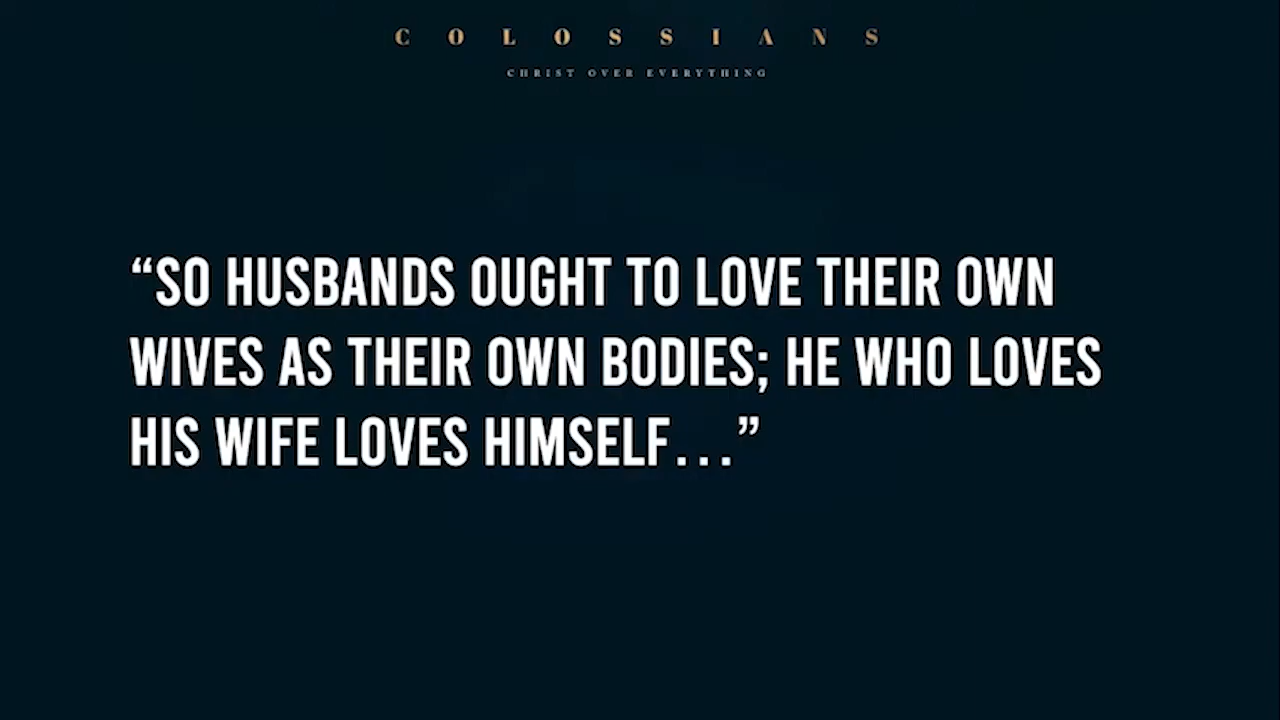 COLOSSIANS
CHRIST OVER EVERYTHING
“SO HUSBANDS OUGHT TO LOVE THEIR OWN
WIVES AS THEIR OWN BODIES; HE WHO LOVES
HIS WIFE LOVES HIMSELF...”